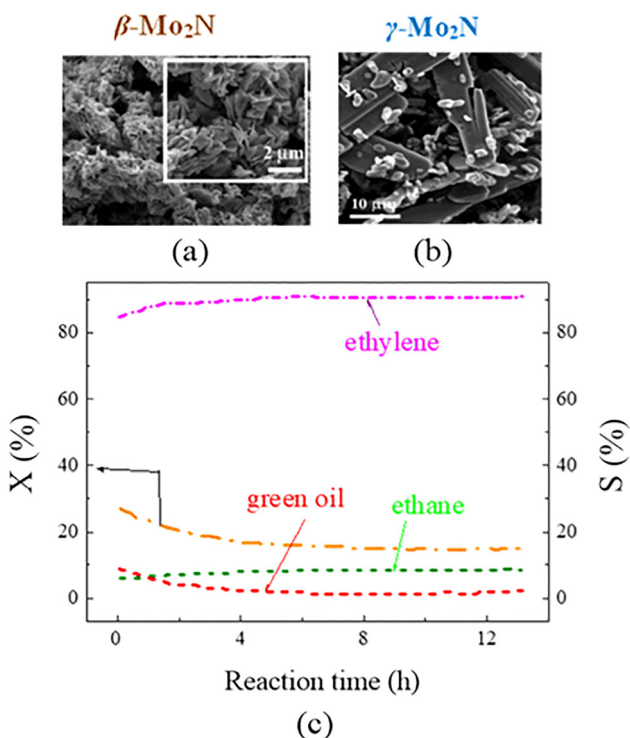 β-Mo₂N
γ-Mo₂N
2 μm
10 μm
(a)
(b)
X (%)
S (%)
80
60
40
20
0
80
60
40
20
0
ethylene
green oil
ethane
0
4
8
12
Reaction time (h)
(c)